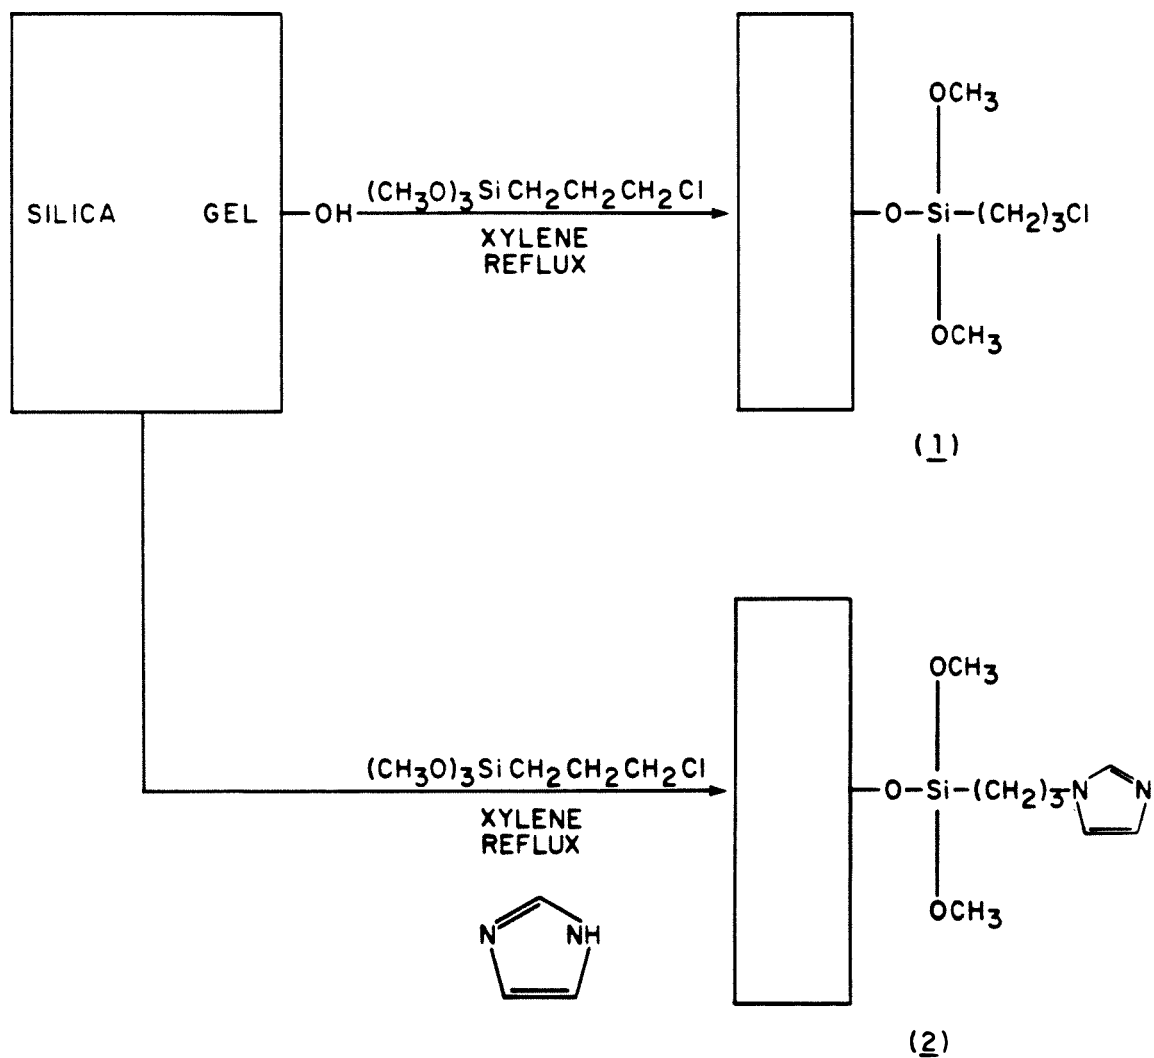 OCH3
(CH3O)3SiCH2CH2CH2Cl
SILICA GEL OH O Si (CH2)3Cl
XYLENE
REFLUX
OCH3
(1)
OCH3
(CH3O)3SiCH2CH2CH2Cl
O Si (CH2)3 N N
XYLENE
REFLUX
OCH3
N NH
(2)